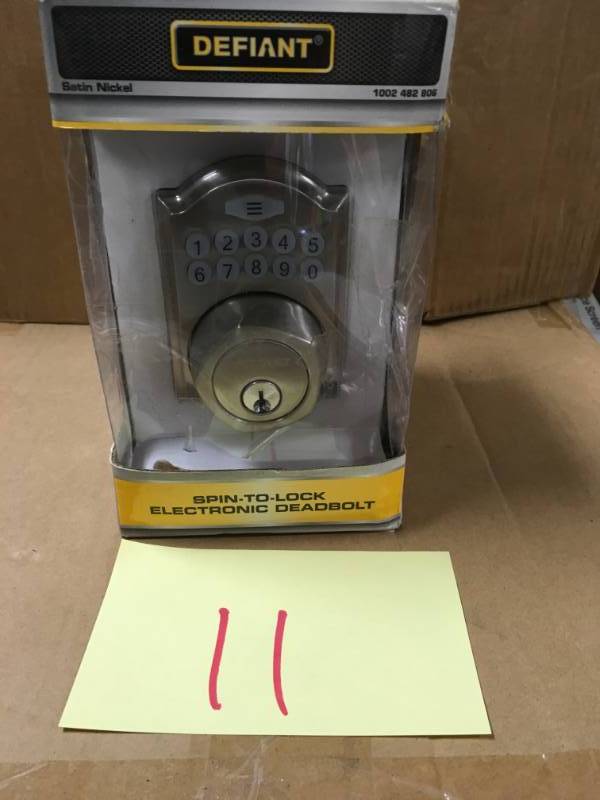 DEFIANT®
Satin Nickel
1002 482 806
1 2 3 4 5
6 7 8 9 0
SPIN-TO-LOCK
ELECTRONIC DEADBOLT
11